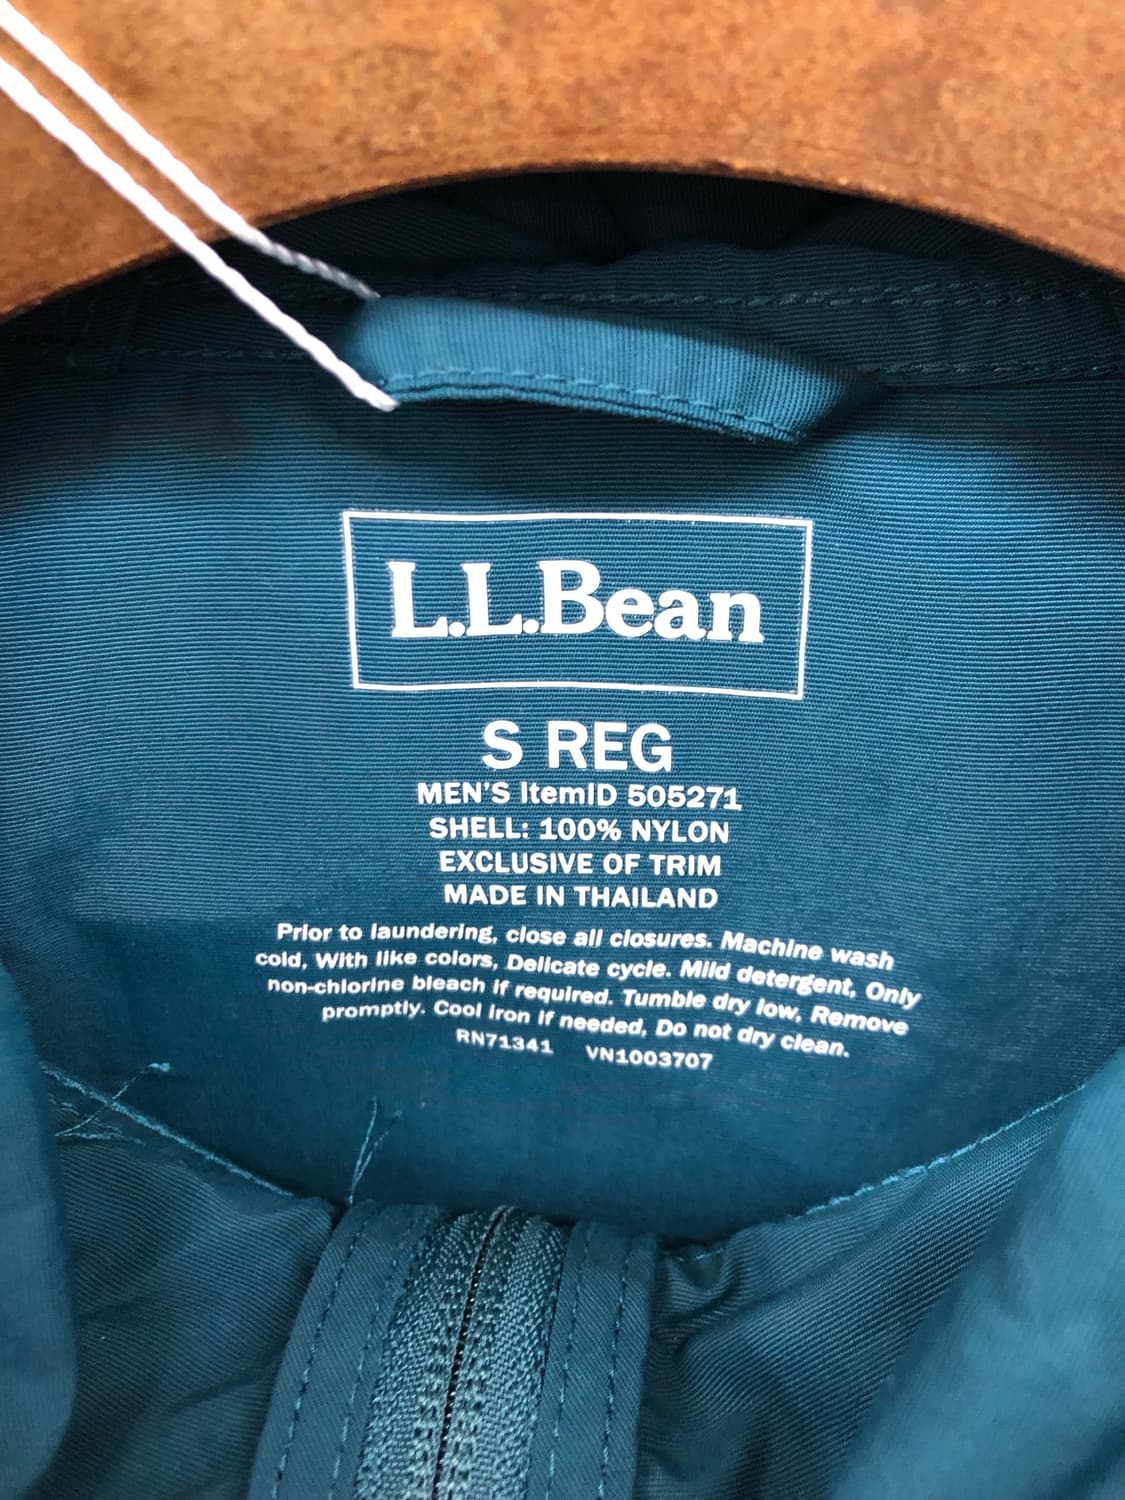 L.L.Bean
S REG
MEN'S ItemID 505271
SHELL: 100% NYLON
EXCLUSIVE OF TRIM
MADE IN THAILAND
Prior to laundering, close all closures. Machine wash
cold, With like colors, Delicate cycle. Mild detergent, Only
non-chlorine bleach if required. Tumble dry low, Remove
promptly. Cool iron if needed, Do not dry clean.
RN71341 VN1003707